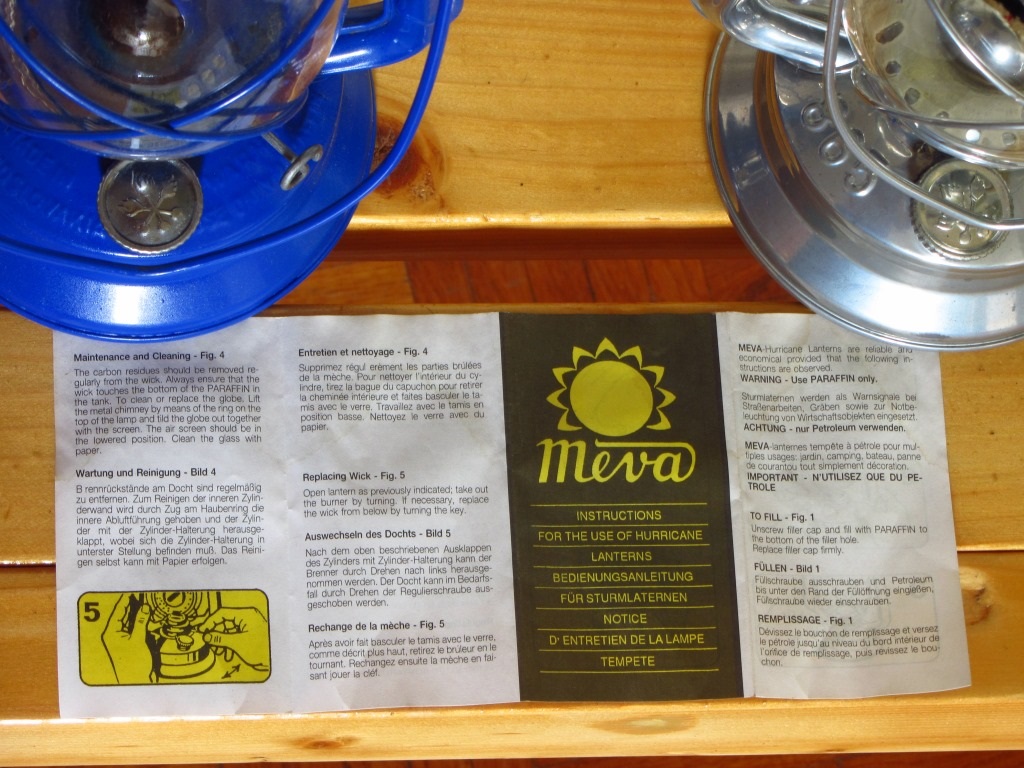 Maintenance and Cleaning - Fig. 4
The carbon residues should be removed re-
gularly from the wick. Always ensure that the
wick touches the bottom of the PARAFFIN in
the tank. To clean or replace the globe. Lift
the metal chimney by means of the ring on the
top of the lamp and tild the globe out together
with the screen. The air screen should be in
the lowered position. Clean the glass with
paper.
Wartung und Reinigung - Bild 4
B rennrückstände am Docht sind regelmäßig
zu entfernen. Zum Reinigen der inneren Zylin-
derwand wird durch Zug am Haubenring die
innere Abluftführung gehoben und der Zylin-
der mit der Zylinder-Halterung herausge-
klappt, wobei sich die Zylinder-Halterung in
unterster Stellung befinden muß. Das Reini-
gen selbst kann mit Papier erfolgen.
5
Entretien et nettoyage - Fig. 4
Supprimez régul erèment les parties brûlées
de la mèche. Pour nettoyer l'intérieur du cy-
lindre, tirez la bague du capuchon pour retirer
la cheminée intérieure et faites basculer le ta-
mis avec le verre. Travaillez avec le tamis en
position basse. Nettoyez le verre avec du
papier.
Replacing Wick - Fig. 5
Open lantern as previously indicated; take out
the burner by turning. If necessary, replace
the wick from below by turning the key.
Auswechseln des Dochts - Bild 5
Nach dem oben beschriebenen Ausklappen
des Zylinders mit Zylinder-Halterung kann der
Brenner durch Drehen nach links herausge-
nommen werden. Der Docht kann im Bedarfs-
fall durch Drehen der Regulierschraube aus-
geschoben werden.
Rechange de la mèche - Fig. 5
Après avoir fait basculer le tamis avec le verre,
comme décrit plus haut, retirez le brûleur en le
tournant. Rechangez ensuite la mèche en fai-
sant jouer la cléf.
Meva
INSTRUCTIONS
FOR THE USE OF HURRICANE
LANTERNS
BEDIENUNGSANLEITUNG
FÜR STURMLATERNEN
NOTICE
D' ENTRETIEN DE LA LAMPE
TEMPETE
MEVA-Hurricane Lanterns are reliable and
economical provided that the following in-
structions are observed.
WARNING - Use PARAFFIN only.
Sturmlaternen werden als Warnsignale bei
Straßenarbeiten, Gräben sowie zur Notbe-
leuchtung von Wirtschaftsobjekten eingesetzt.
ACHTUNG - nur Petroleum verwenden.
MEVA-lanternes tempête à pétrole pour mul-
tiples usages: jardin, camping, bateau, panne
de courantou tout simplement décoration.
IMPORTANT - N'UTILISEZ QUE DU PE-
TROLE
TO FILL - Fig. 1
Unscrew filler cap and fill with PARAFFIN to
the bottom of the filler hole.
Replace filler cap firmly.
FÜLLEN - Bild 1
Füllschraube ausschrauben und Petroleum
bis unter den Rand der Füllöffnung eingießen,
Füllschraube wieder einschrauben.
REMPLISSAGE - Fig. 1
Dévissez le bouchon de remplissage et versez
le pétrole jusqu'au niveau du bord intérieur de
l'orifice de remplissage, puis revissez le bou-
chon.